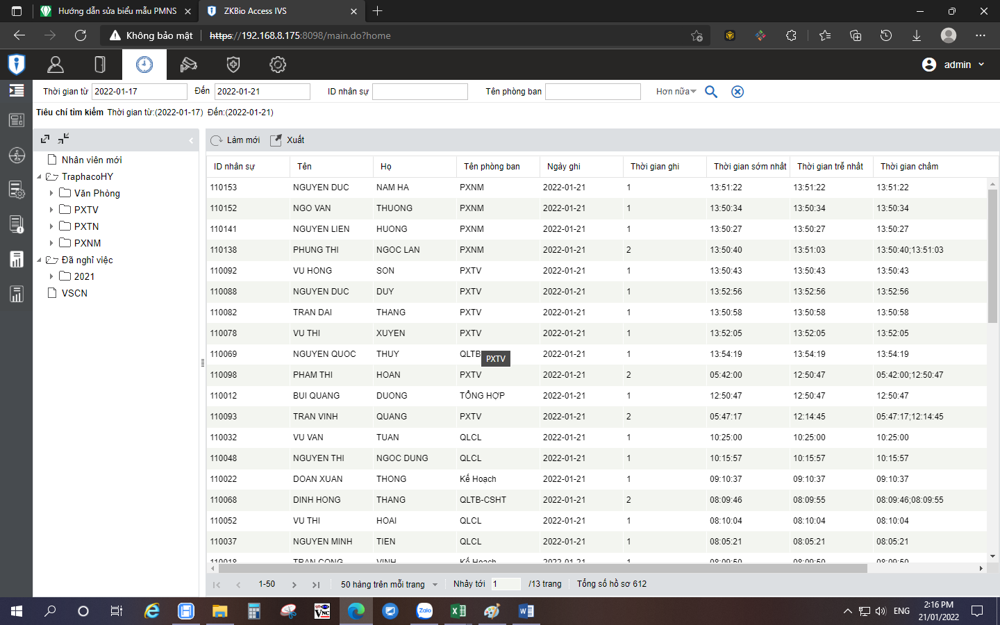 Hướng dẫn sửa biểu mẫu PMNS
ZKBio Access IVS
Không bảo mật
https://192.168.8.175:8098/main.do?home
admin
Thời gian từ 2022-01-17 Đến 2022-01-21 ID nhân sự Tên phòng ban Hơn nữa
Tiêu chí tìm kiếm Thời gian từ:(2022-01-17) Đến:(2022-01-21)
Nhân viên mới
TraphacoHY
Văn Phòng
PXTV
PXTN
PXNM
Đã nghỉ việc
2021
VSCN
Làm mới Xuất
ID nhân sự Tên Họ Tên phòng ban Ngày ghi Thời gian ghi Thời gian sớm nhất Thời gian trễ nhất Thời gian chấm
110153 NGUYEN DUC NAM HA PXNM 2022-01-21 1 13:51:22 13:51:22 13:51:22
110152 NGO VAN THUONG PXNM 2022-01-21 1 13:50:34 13:50:34 13:50:34
110141 NGUYEN LIEN HUONG PXNM 2022-01-21 1 13:50:27 13:50:27 13:50:27
110138 PHUNG THI NGOC LAN PXNM 2022-01-21 2 13:50:40 13:51:03 13:50:40;13:51:03
110092 VU HONG SON PXTV 2022-01-21 1 13:50:43 13:50:43 13:50:43
110088 NGUYEN DUC DUY PXTV 2022-01-21 1 13:52:56 13:52:56 13:52:56
110082 TRAN DAI THANG PXTV 2022-01-21 1 13:50:58 13:50:58 13:50:58
110078 VU THI XUYEN PXTV 2022-01-21 1 13:52:05 13:52:05 13:52:05
110069 NGUYEN QUOC THUY QLTB 2022-01-21 1 13:54:19 13:54:19 13:54:19
PXTV
110098 PHAM THI HOAN PXTV 2022-01-21 2 05:42:00 12:50:47 05:42:00;12:50:47
110012 BUI QUANG DUONG TỔNG HỢP 2022-01-21 1 12:50:47 12:50:47 12:50:47
110093 TRAN VINH QUANG PXTV 2022-01-21 2 05:47:17 12:14:45 05:47:17;12:14:45
110032 VU VAN TUAN QLCL 2022-01-21 1 10:25:00 10:25:00 10:25:00
110048 NGUYEN THI NGOC DUNG QLCL 2022-01-21 1 10:15:57 10:15:57 10:15:57
110022 DOAN XUAN THONG Kế Hoạch 2022-01-21 1 09:10:37 09:10:37 09:10:37
110068 DINH HONG THANG QLTB-CSHT 2022-01-21 2 08:09:46 08:09:55 08:09:46;08:09:55
110052 VU THI HOAI QLCL 2022-01-21 1 08:10:04 08:10:04 08:10:04
110037 NGUYEN MINH TIEN QLCL 2022-01-21 1 08:05:21 08:05:21 08:05:21
110018 TRAN CONG VINH Kế Hoạch 2022-01-21 1 08:09:50 08:09:50 08:09:50
1-50 50 hàng trên mỗi trang Nhảy tới 1 /13 trang Tổng số hồ sơ 612
Zalo
VNC
ENG
2:16 PM
21/01/2022